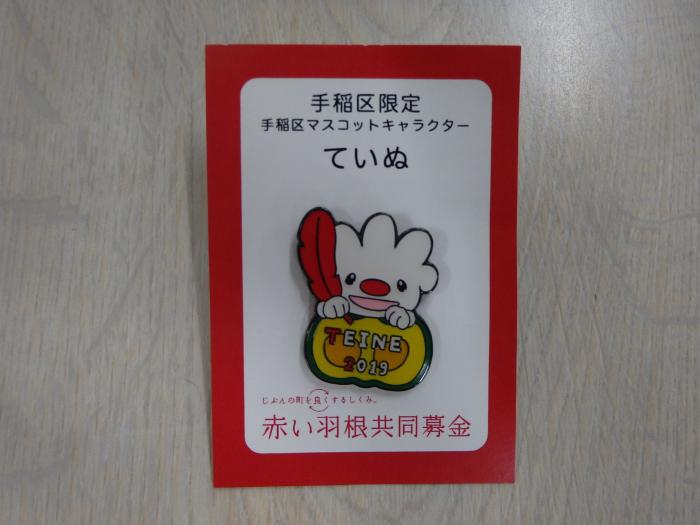 手稲区限定
手稲区マスコットキャラクター
ていぬ
TEINE
2019
じぶんの町を良くするしくみ。
赤い羽根共同募金